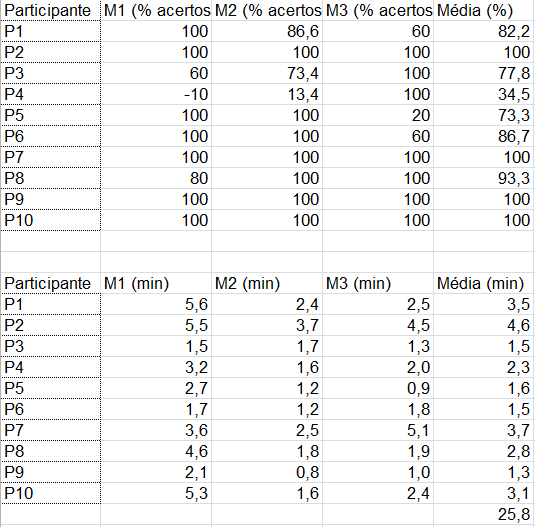 Participante M1 (% acertos M2 (% acertos M3 (% acertos Média (%)
P1 100 86,6 60 82,2
P2 100 100 100 100
P3 60 73,4 100 77,8
P4 -10 13,4 100 34,5
P5 100 100 20 73,3
P6 100 100 60 86,7
P7 100 100 100 100
P8 80 100 100 93,3
P9 100 100 100 100
P10 100 100 100 100
Participante M1 (min) M2 (min) M3 (min) Média (min)
P1 5,6 2,4 2,5 3,5
P2 5,5 3,7 4,5 4,6
P3 1,5 1,7 1,3 1,5
P4 3,2 1,6 2,0 2,3
P5 2,7 1,2 0,9 1,6
P6 1,7 1,2 1,8 1,5
P7 3,6 2,5 5,1 3,7
P8 4,6 1,8 1,9 2,8
P9 2,1 0,8 1,0 1,3
P10 5,3 1,6 2,4 3,1
25,8